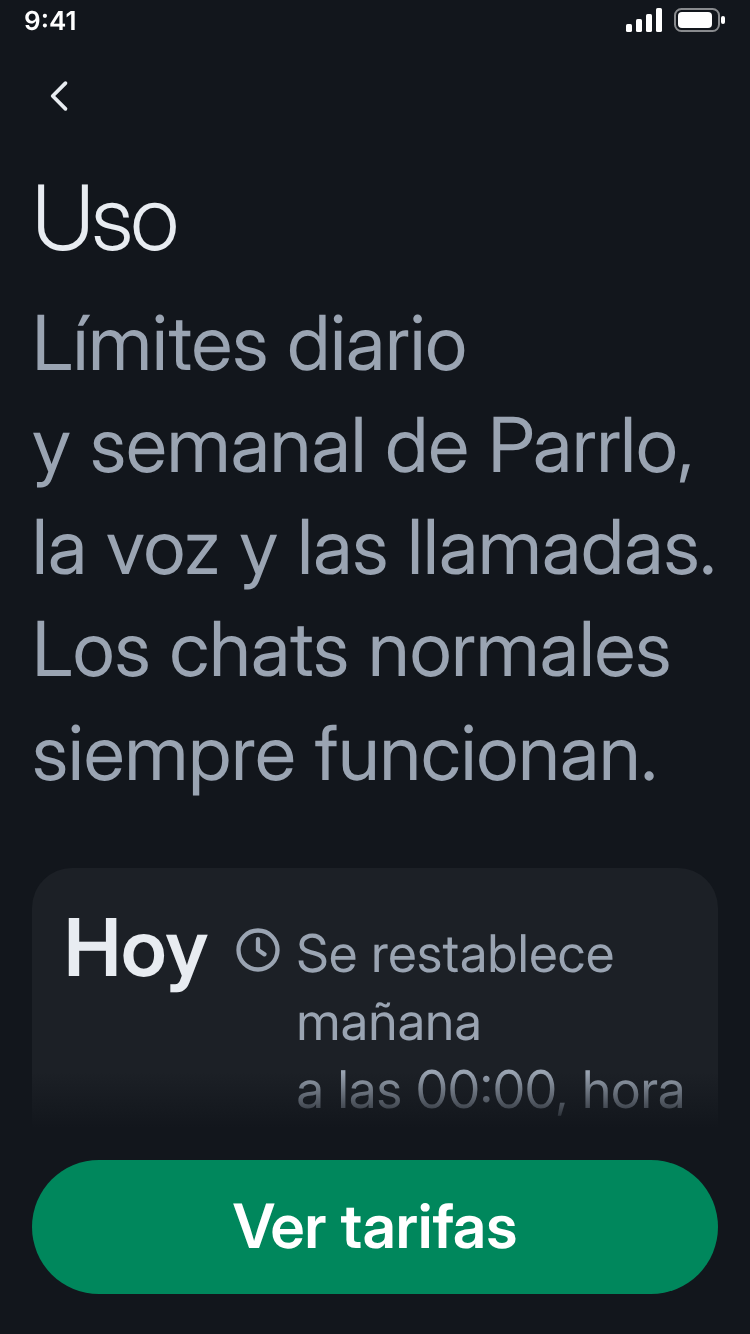 9:41
Uso
Límites diario
y semanal de Parrlo,
la voz y las llamadas.
Los chats normales
siempre funcionan.
Hoy
Se restablece
mañana
a las 00:00, hora
Ver tarifas